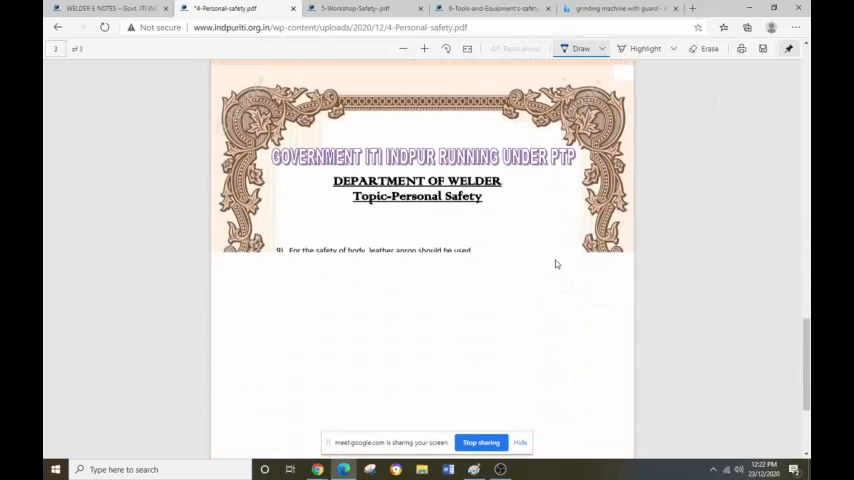 WELDER E NOTES – Govt. ITI IND
*4-Personal-safety.pdf
5-Workshop-Safety-.pdf
6-Tools-and-Equipment's-safety
grinding machine with guard -
Not secure
www.indpuriti.org.in/wp-content/uploads/2020/12/4-Personal-safety.pdf
3 of 3
Read aloud
Draw
Highlight
Erase
GOVERNMENT ITI INDPUR RUNNING UNDER PTP
DEPARTMENT OF WELDER
Topic-Personal Safety
9) For the safety of body, leather apron should be used
meet.google.com is sharing your screen.
Stop sharing
Hide
Type here to search
12:22 PM
23/12/2020